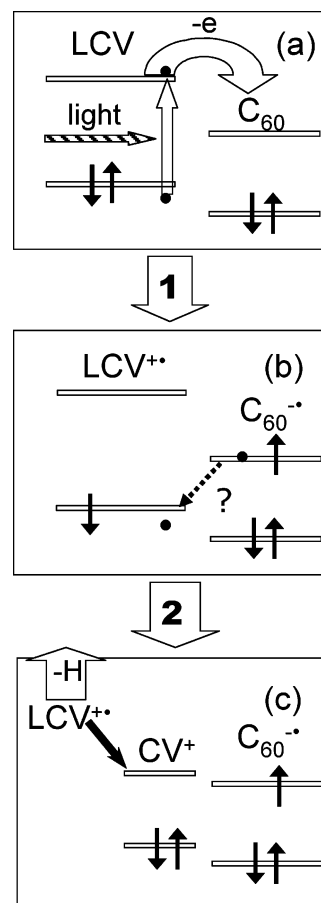 LCV -e (a)
C60
light
1
LCV+• (b)
C60-•
?
2
-H
LCV+• (c)
CV+ C60-•